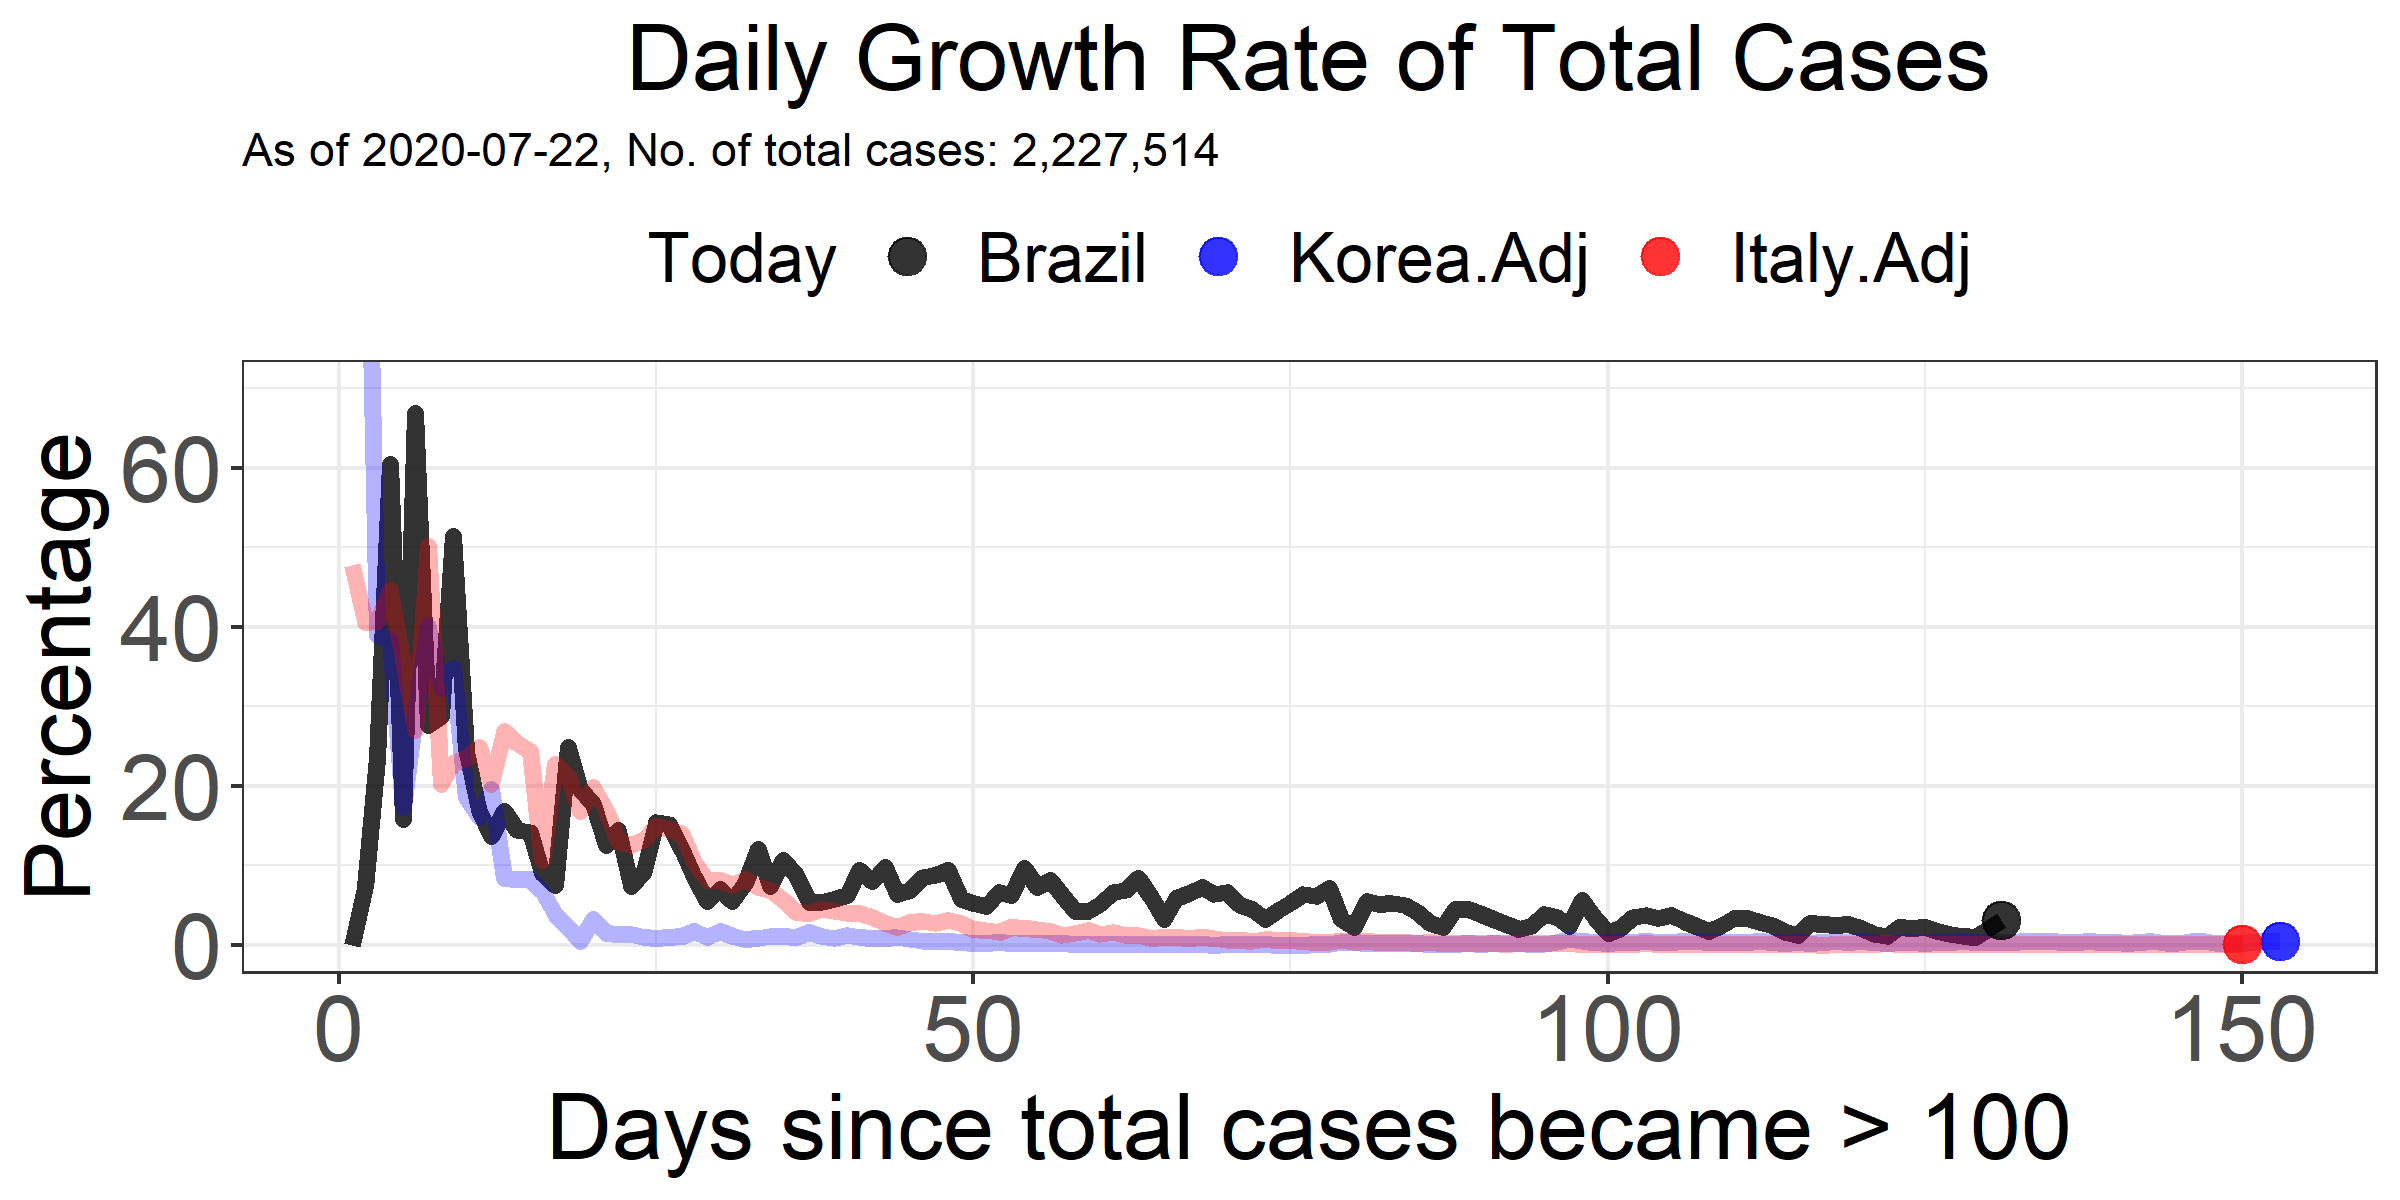 Daily Growth Rate of Total Cases
As of 2020-07-22, No. of total cases: 2,227,514
Today Brazil Korea.Adj Italy.Adj
Percentage
60
40
20
0
0 50 100 150
Days since total cases became > 100